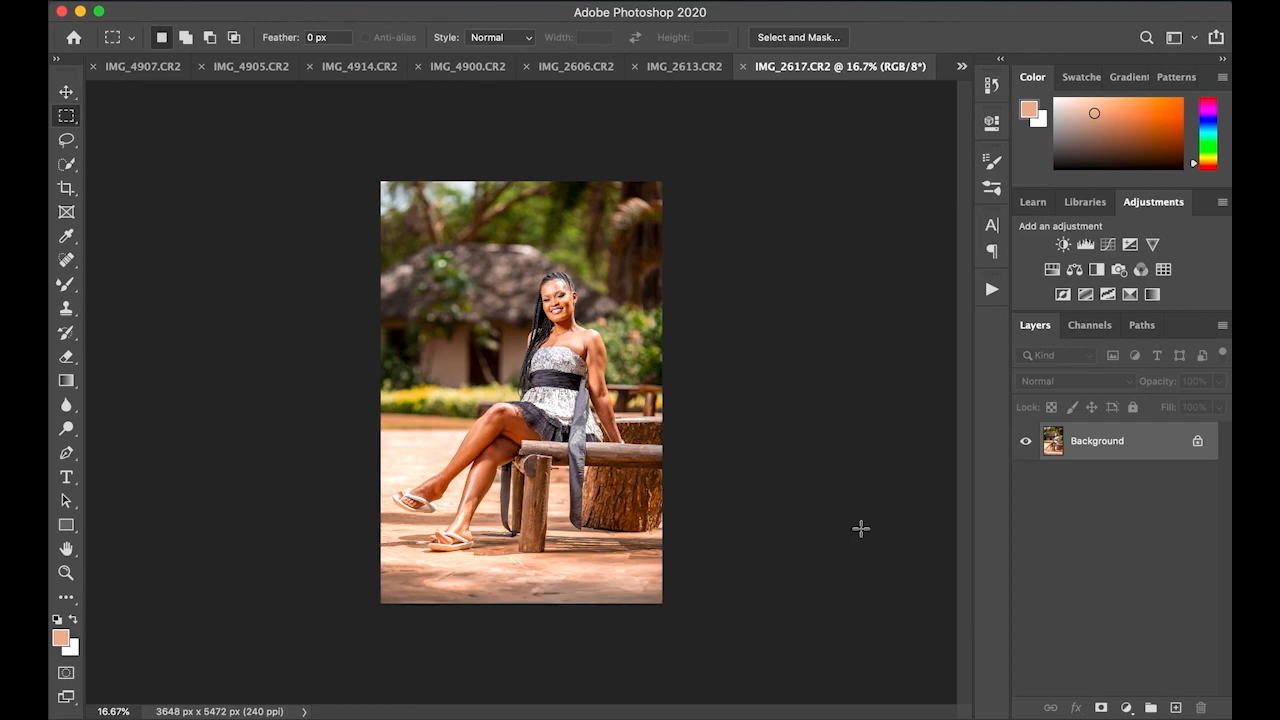 Adobe Photoshop 2020
Feather: 0 px Anti-alias Style: Normal Width: Height: Select and Mask...
IMG_4907.CR2 IMG_4905.CR2 IMG_4914.CR2 IMG_4900.CR2 IMG_2606.CR2 IMG_2613.CR2 IMG_2617.CR2 @ 16.7% (RGB/8*)
Color Swatche Gradien Patterns
Learn Libraries Adjustments
Add an adjustment
Layers Channels Paths
Kind
Normal Opacity: 100%
Lock: Fill: 100%
Background
16.67% 3648 px x 5472 px (240 ppi)